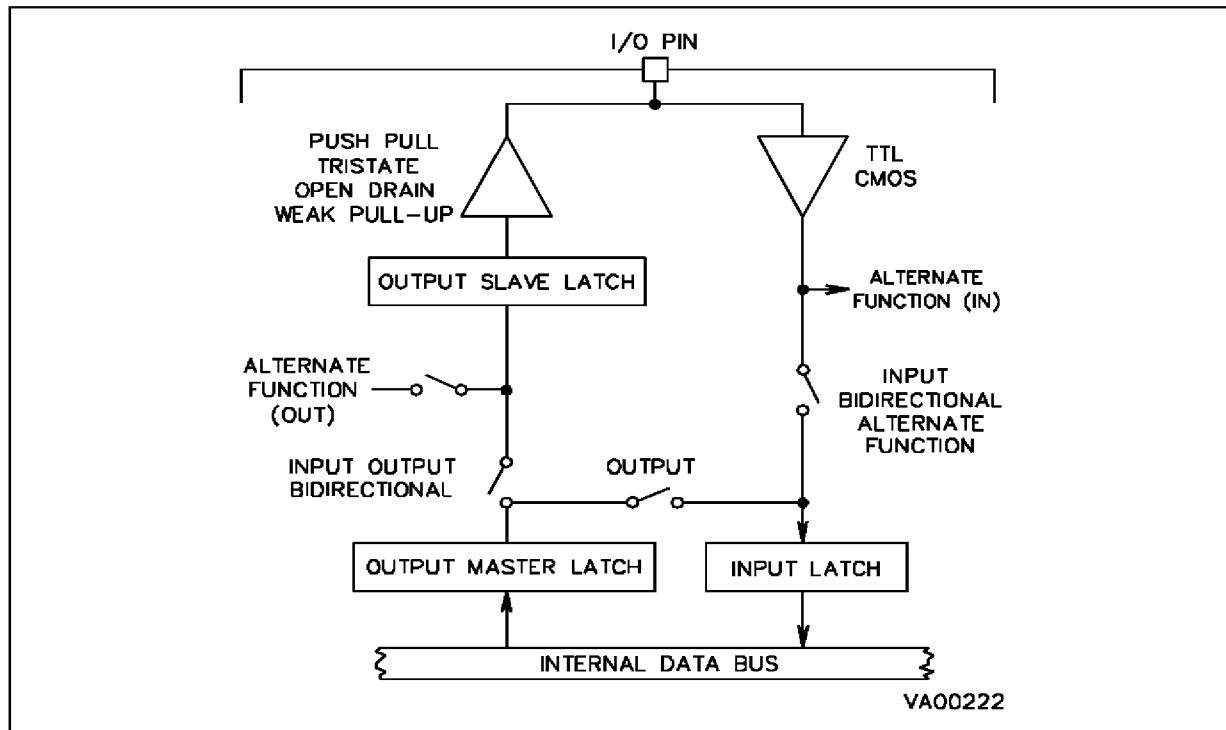 I/O PIN
PUSH PULL
TRISTATE
OPEN DRAIN
WEAK PULL-UP
TTL
CMOS
OUTPUT SLAVE LATCH
ALTERNATE
FUNCTION (IN)
ALTERNATE
FUNCTION
(OUT)
INPUT
BIDIRECTIONAL
ALTERNATE
FUNCTION
INPUT OUTPUT
BIDIRECTIONAL
OUTPUT
OUTPUT MASTER LATCH
INPUT LATCH
INTERNAL DATA BUS
VA00222